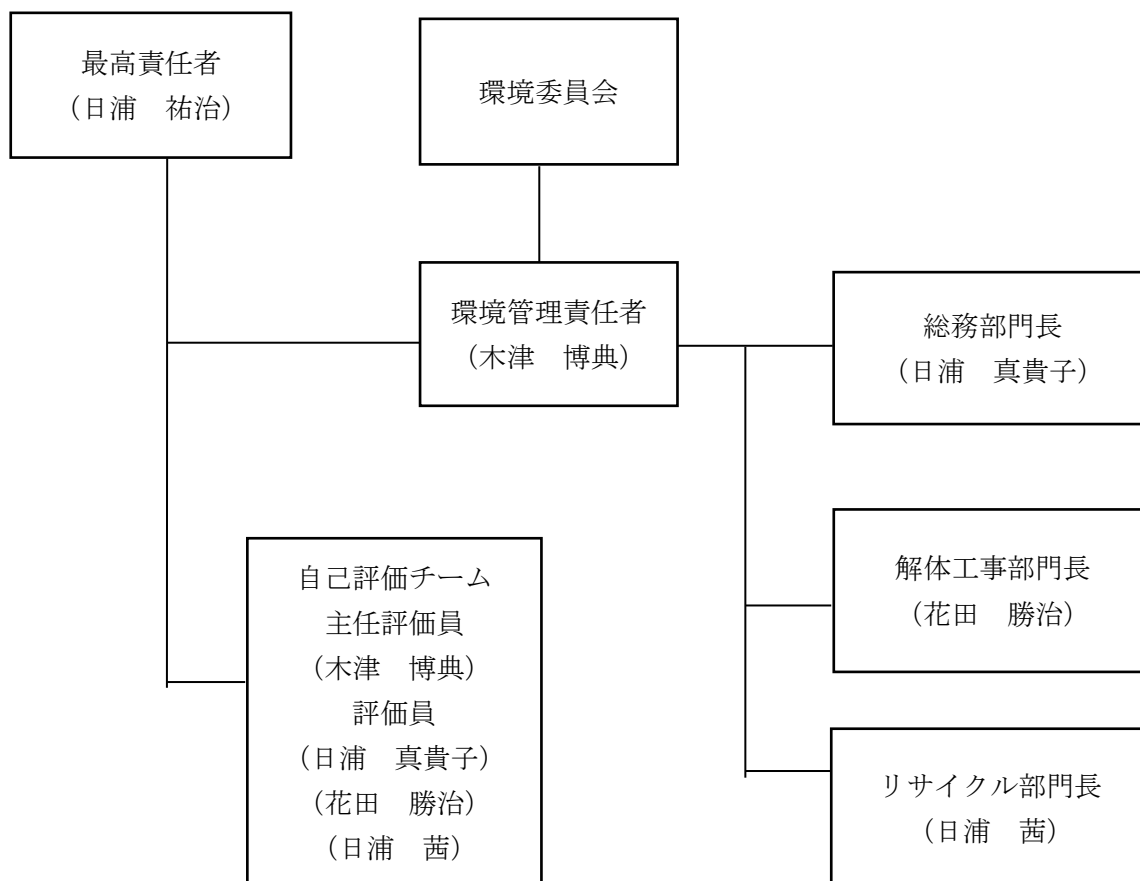 最高責任者
（日浦　祐治）
環境委員会
環境管理責任者
（木津　博典）
総務部門長
（日浦　真貴子）
解体工事部門長
（花田　勝治）
自己評価チーム
主任評価員
（木津　博典）
評価員
（日浦　真貴子）
（花田　勝治）
（日浦　茜）
リサイクル部門長
（日浦　茜）